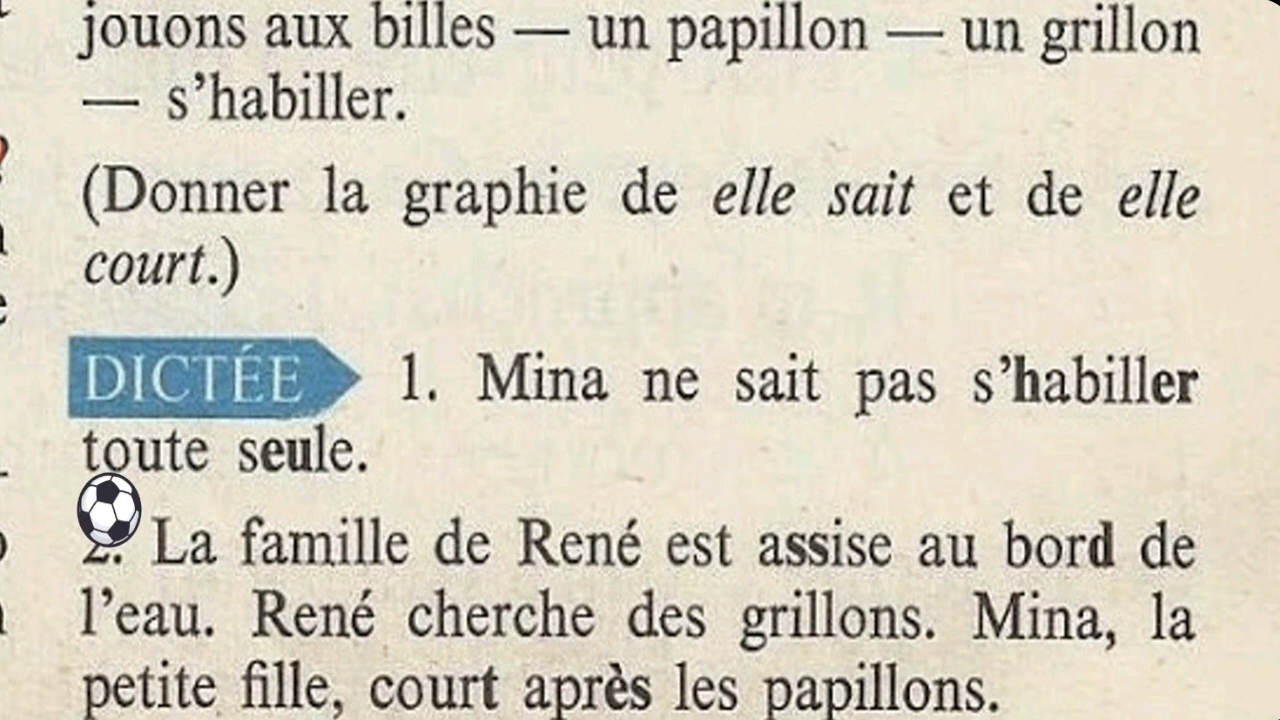 jouons aux billes — un papillon — un grillon
— s'habiller.
(Donner la graphie de elle sait et de elle
court.)
DICTÉE 1. Mina ne sait pas s'habiller
toute seule.
2. La famille de René est assise au bord de
l'eau. René cherche des grillons. Mina, la
petite fille, court après les papillons.